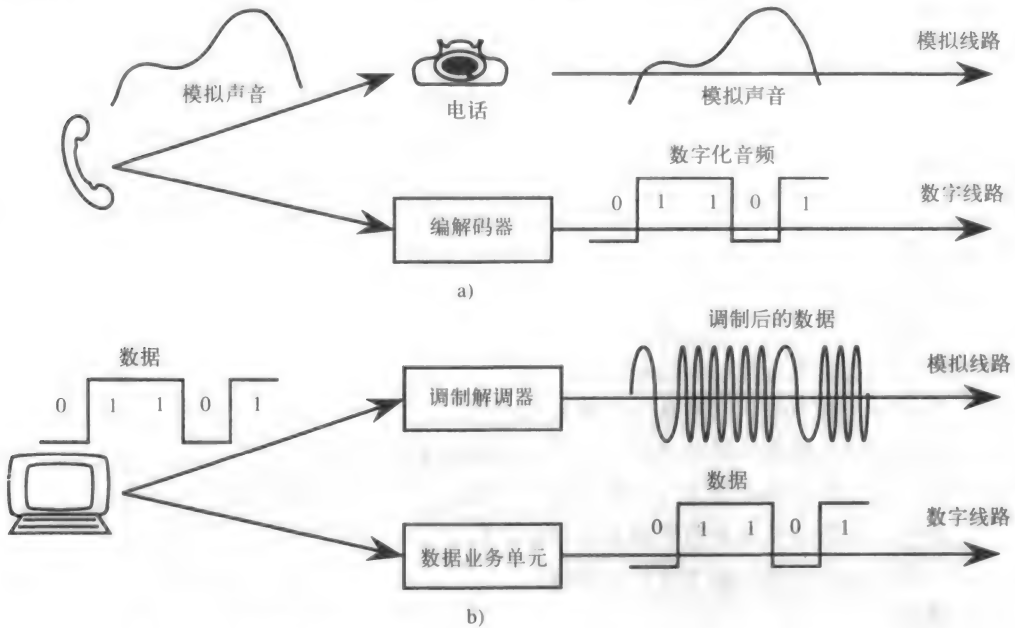 模拟线路
模拟声音
电话
模拟声音
数字化音频
0 1 1 0 1
数字线路
编解码器
a)
调制后的数据
数据
模拟线路
0 1 1 0 1
调制解调器
数据
0 1 1 0 1
数字线路
数据业务单元
b)